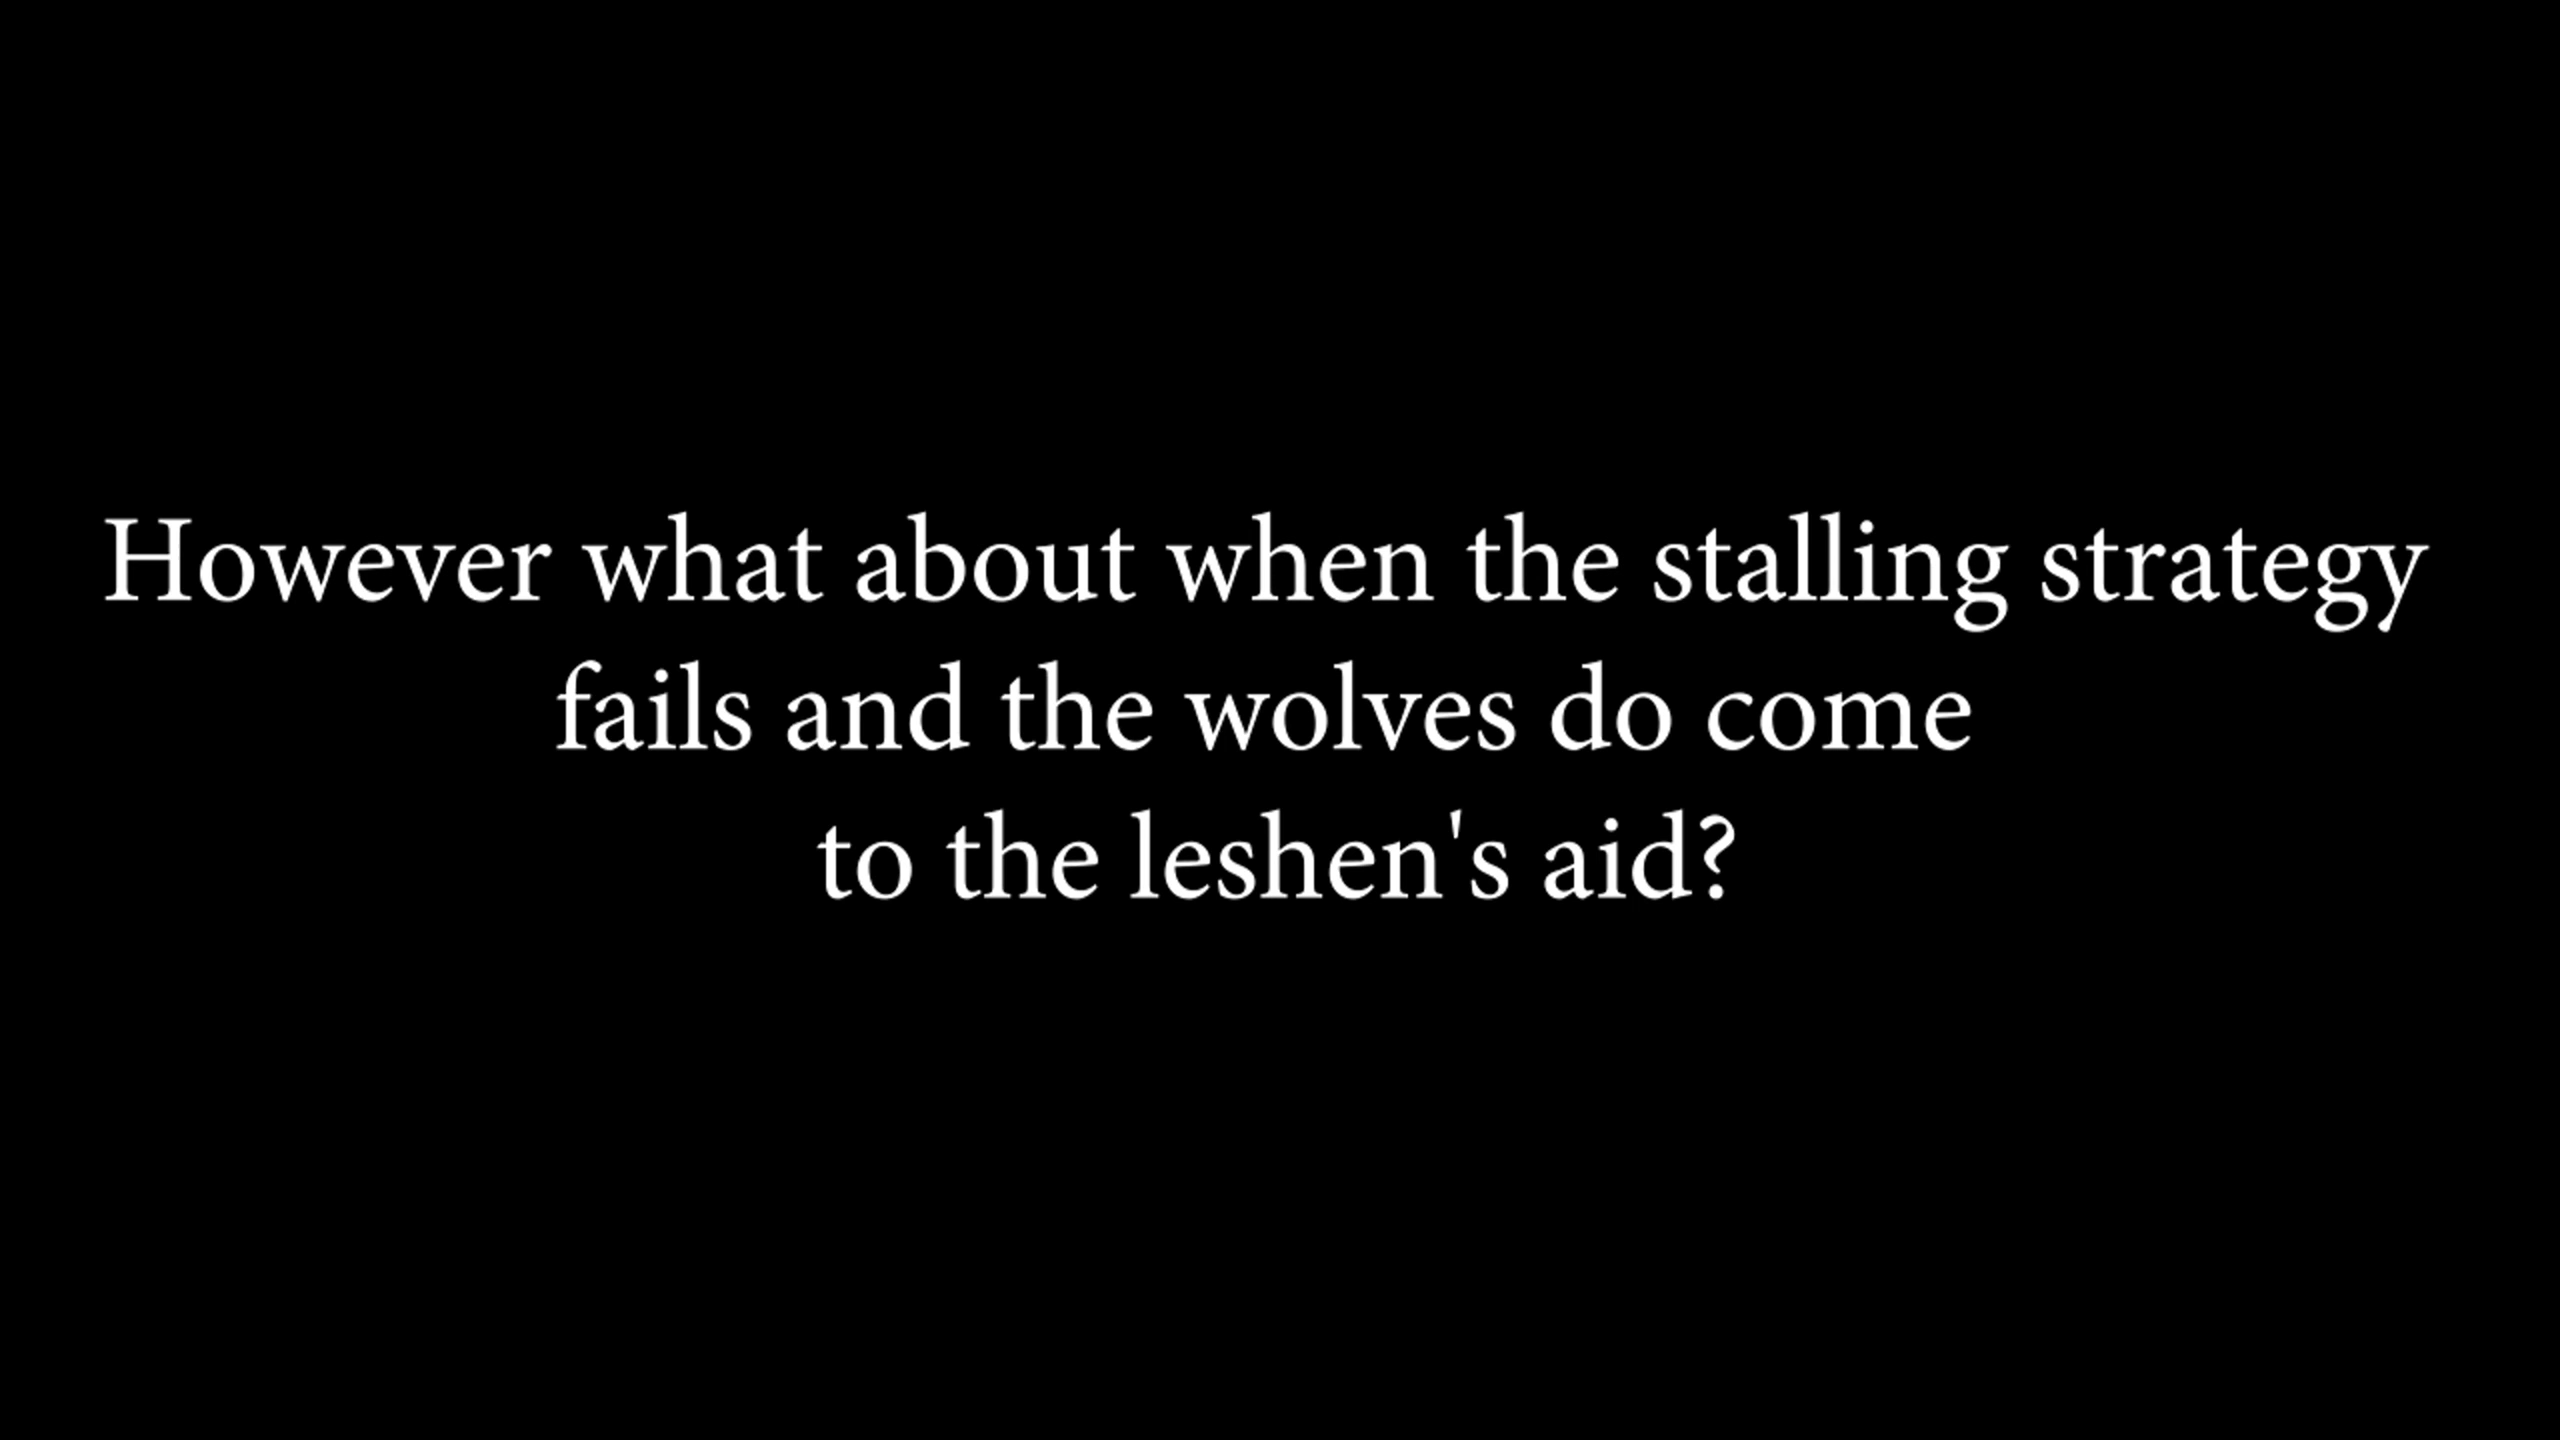 However what about when the stalling strategy
fails and the wolves do come
to the leshen's aid?